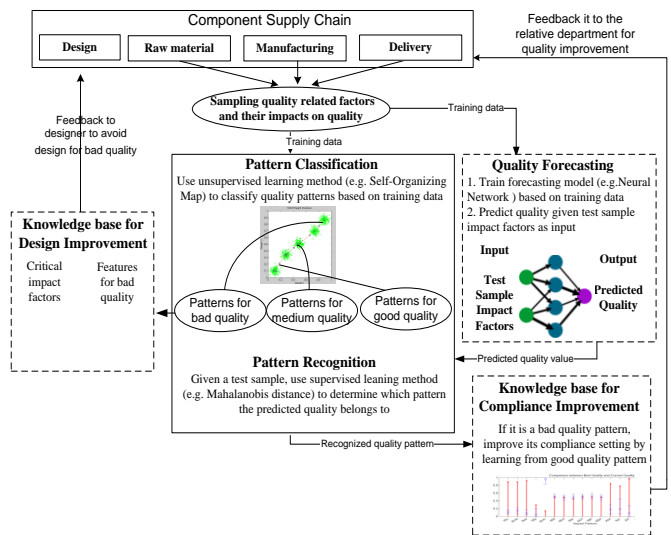 Component Supply Chain
Design
Raw material
Manufacturing
Delivery
Feedback it to the
relative department for
quality improvement
Sampling quality related factors
and their impacts on quality
Training data
Training data
Feedback to
designer to avoid
design for bad quality
Pattern Classification
Use unsupervised learning method (e.g. Self-Organizing
Map) to classify quality patterns based on training data
Patterns for
bad quality
Patterns for
medium quality
Patterns for
good quality
Pattern Recognition
Given a test sample, use supervised leaning method
(e.g. Mahalanobis distance) to determine which pattern
the predicted quality belongs to
Quality Forecasting
1. Train forecasting model (e.g.Neural
Network ) based on training data
2. Predict quality given test sample
impact factors as input
Input
Test
Sample
Impact
Factors
Output
Predicted
Quality
Predicted quality value
Knowledge base for
Design Improvement
Critical
impact
factors
Features
for bad
quality
Recognized quality pattern
Knowledge base for
Compliance Improvement
If it is a bad quality pattern,
improve its compliance setting by
learning from good quality pattern